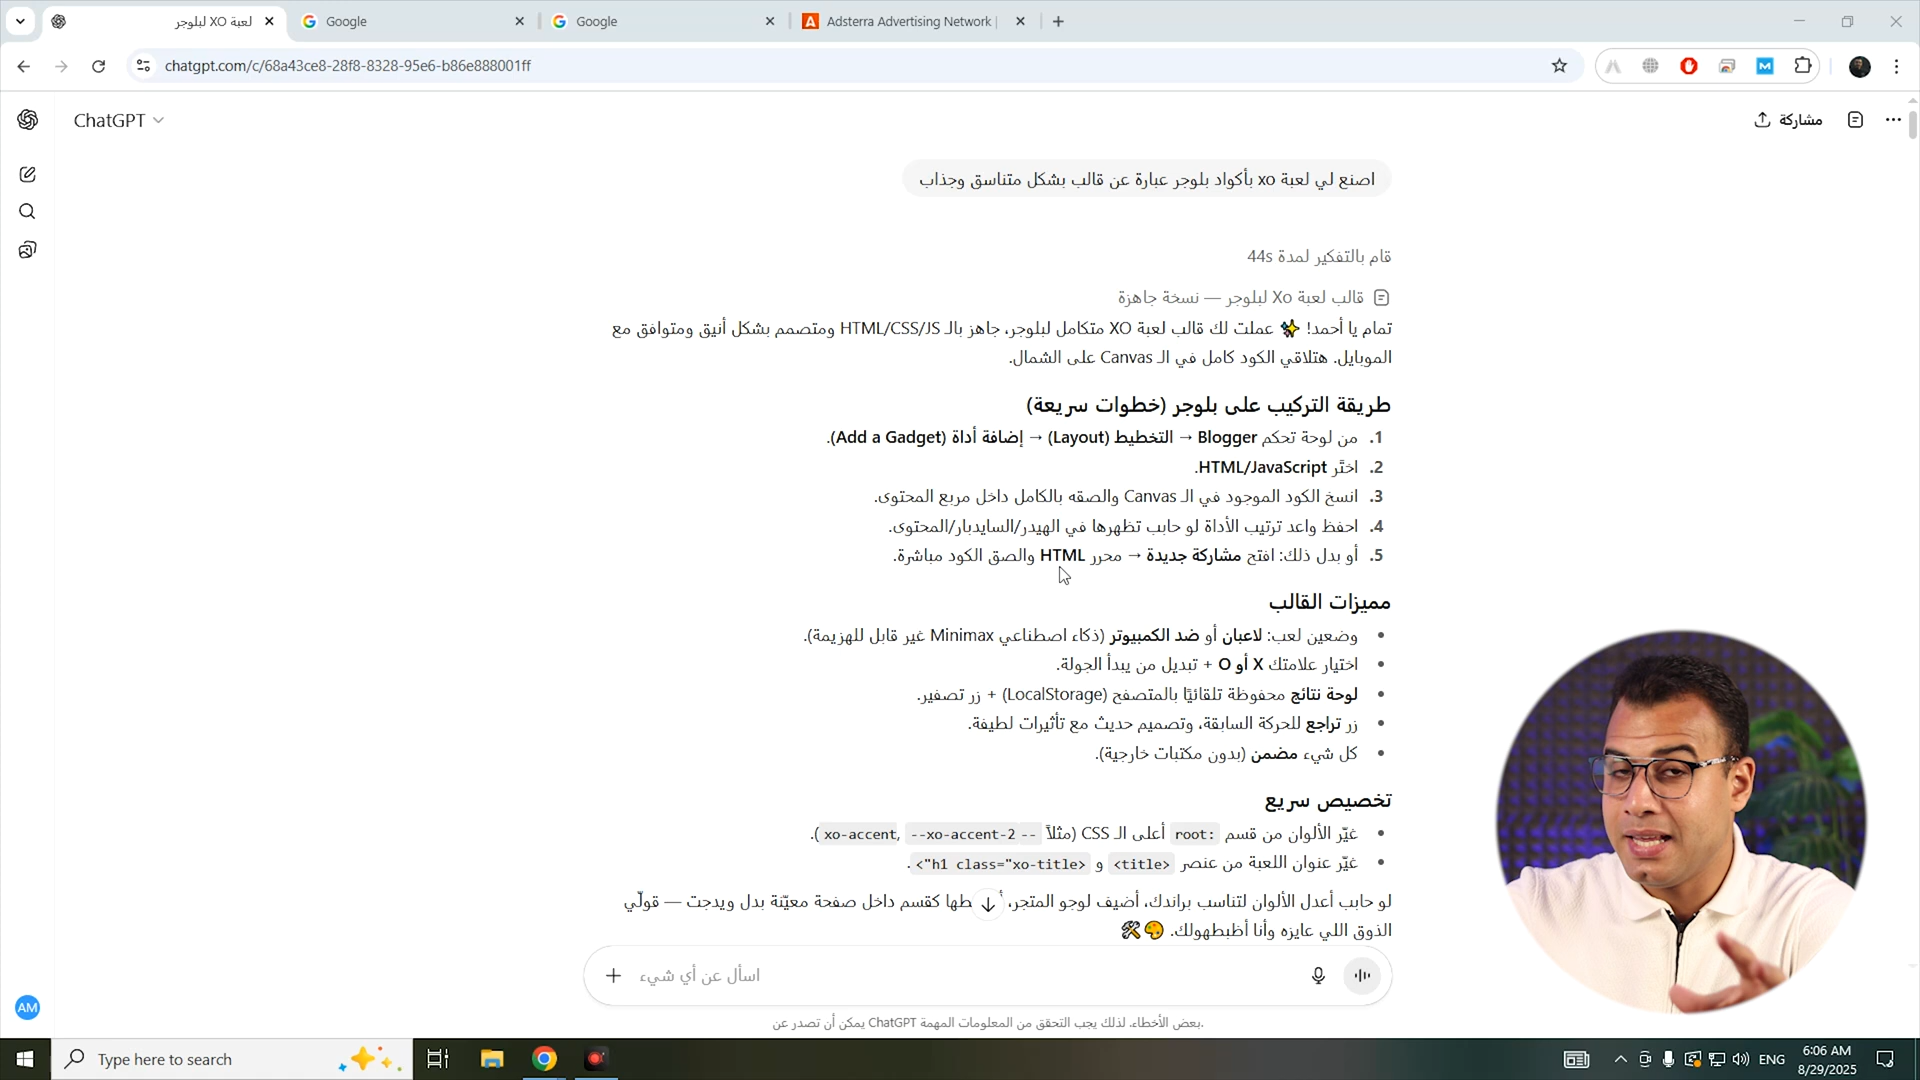 لعبة XO لبلوجر
Google
Google
Adsterra Advertising Network |
chatgpt.com/c/68a43ce8-28f8-8328-95e6-b86e888001ff
ChatGPT
مشاركة
اصنع لي لعبة xo بأكواد بلوجر عبارة عن قالب بشكل متناسق وجذاب
قام بالتفكير لمدة 44s
قالب لعبة Xo لبلوجر — نسخة جاهزة
تمام يا أحمد! ✨ عملت لك قالب لعبة XO متكامل لبلوجر، جاهز بالـ HTML/CSS/JS ومتصمم بشكل أنيق ومتوافق مع
الموبايل. هتلاقي الكود كامل في الـ Canvas على الشمال.
طريقة التركيب على بلوجر (خطوات سريعة)
1. من لوحة تحكم Blogger → التخطيط (Layout) → إضافة أداة (Add a Gadget).
2. اختَر HTML/JavaScript.
3. انسخ الكود الموجود في الـ Canvas والصقه بالكامل داخل مربع المحتوى.
4. احفظ واعد ترتيب الأداة لو حابب تظهرها في الهيدر/السايدبار/المحتوى.
5. أو بدل ذلك: افتح مشاركة جديدة → محرر HTML والصق الكود مباشرة.
مميزات القالب
• وضعين لعب: لاعبان أو ضد الكمبيوتر (ذكاء اصطناعي Minimax غير قابل للهزيمة).
• اختيار علامتك X أو O + تبديل من يبدأ الجولة.
• لوحة نتائج محفوظة تلقائيًا بالمتصفح (LocalStorage) + زر تصفير.
• زر تراجع للحركة السابقة، وتصميم حديث مع تأثيرات لطيفة.
• كل شيء مضمن (بدون مكتبات خارجية).
تخصيص سريع
• غيّر الألوان من قسم :root أعلى الـ CSS (مثلاً --xo-accent, --xo-accent-2).
• غيّر عنوان اللعبة من عنصر <title> و <h1 class="xo-title">.
لو حابب أعدل الألوان لتناسب براندك، أضيف لوجو المتجر، طها كقسم داخل صفحة معيّنة بدل ويدجت — قولّي
الذوق اللي عايزه وأنا أظبطهولك. 🎨🛠
اسأل عن أي شيء
AM
يمكن أن تصدر عن ChatGPT بعض الأخطاء. لذلك يجب التحقق من المعلومات المهمة.
Type here to search
ENG
6:06 AM
8/29/2025